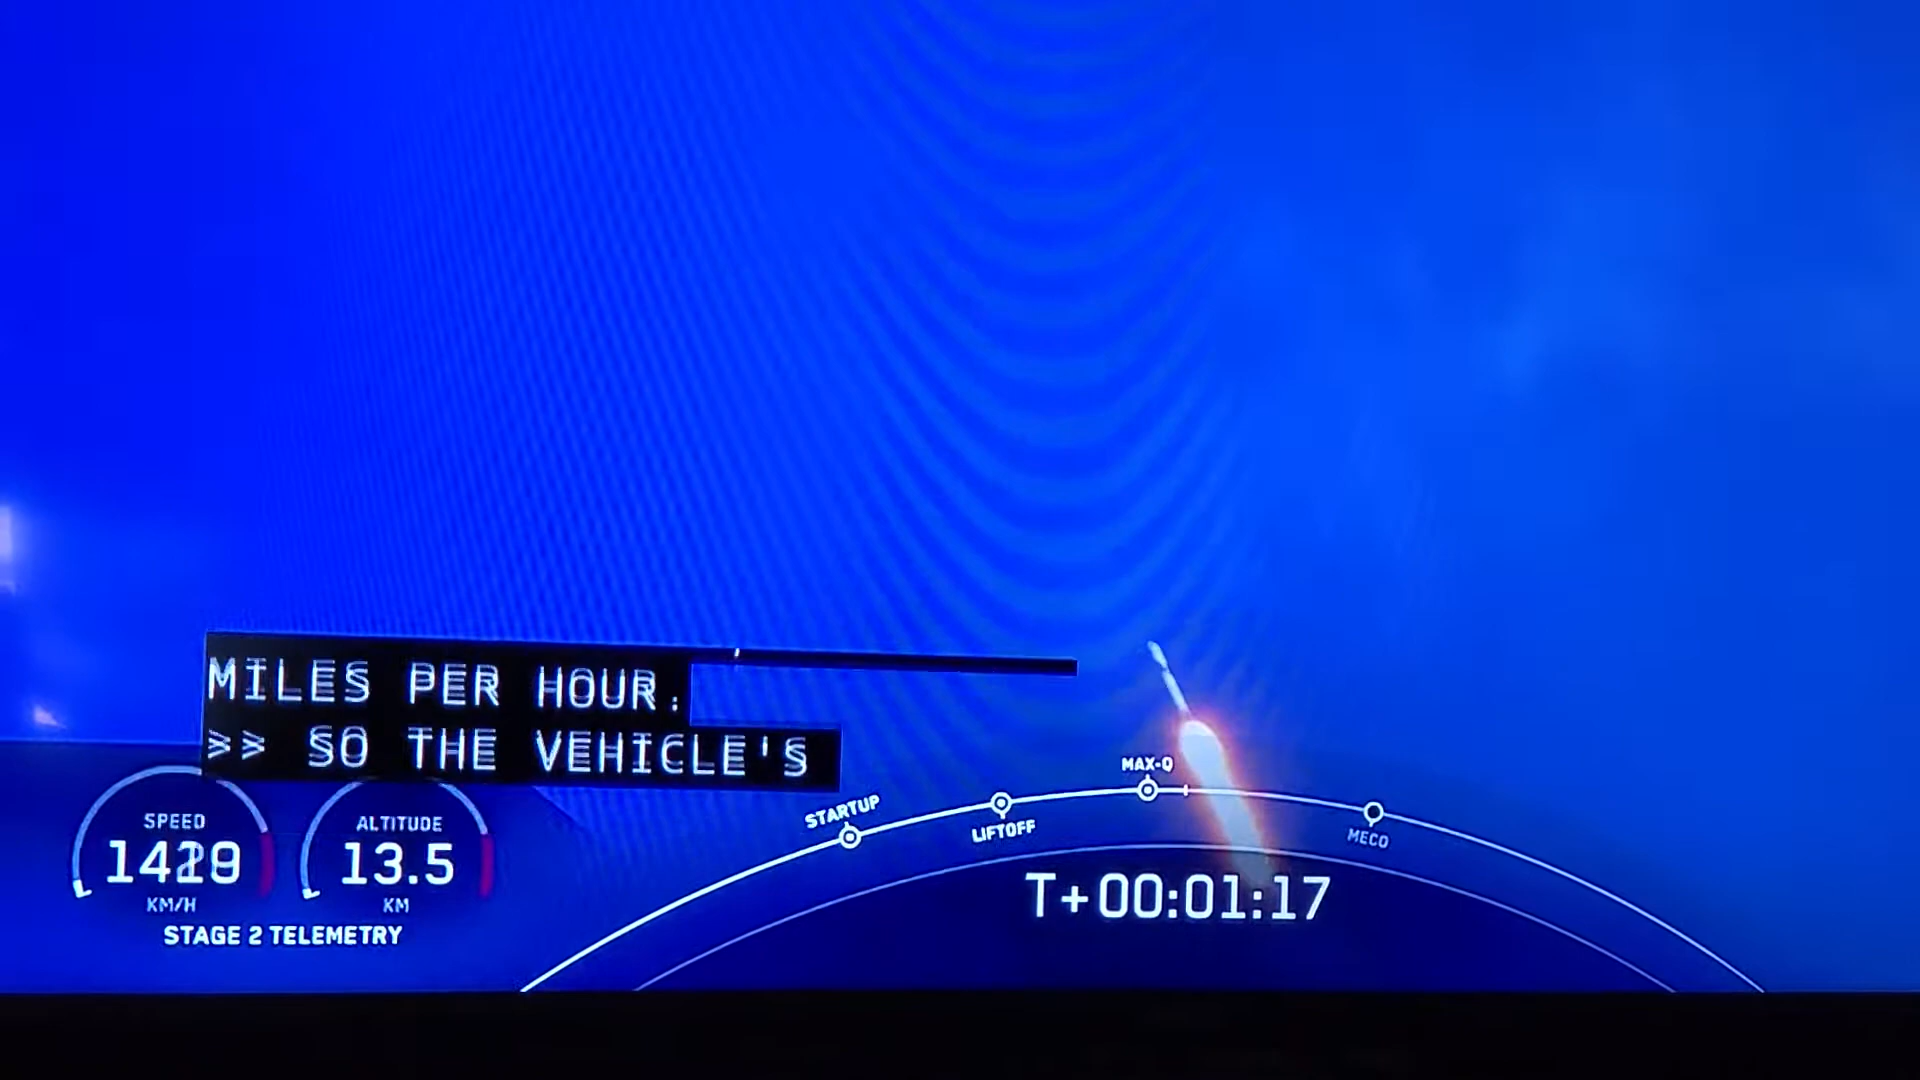 MILES PER HOUR.
>> SO THE VEHICLE'S
SPEED
KM/H
ALTITUDE
13.5
KM
STAGE 2 TELEMETRY
STARTUP
LIFTOFF
MAX-Q
MECO
T+00:01:17